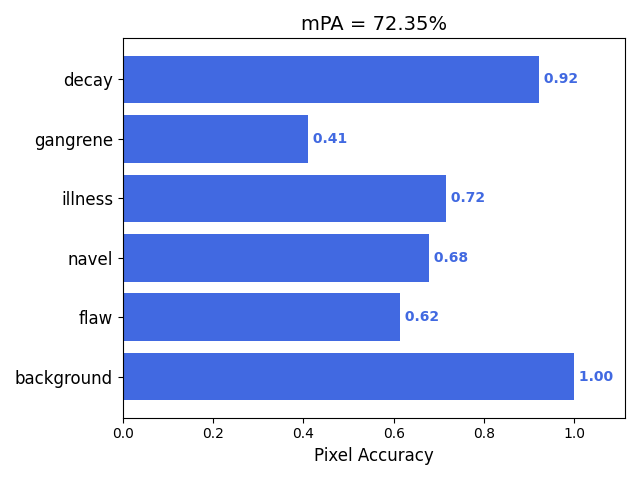 mPA = 72.35%
decay 0.92
gangrene 0.41
illness 0.72
navel 0.68
flaw 0.62
background 1.00
0.0 0.2 0.4 0.6 0.8 1.0
Pixel Accuracy